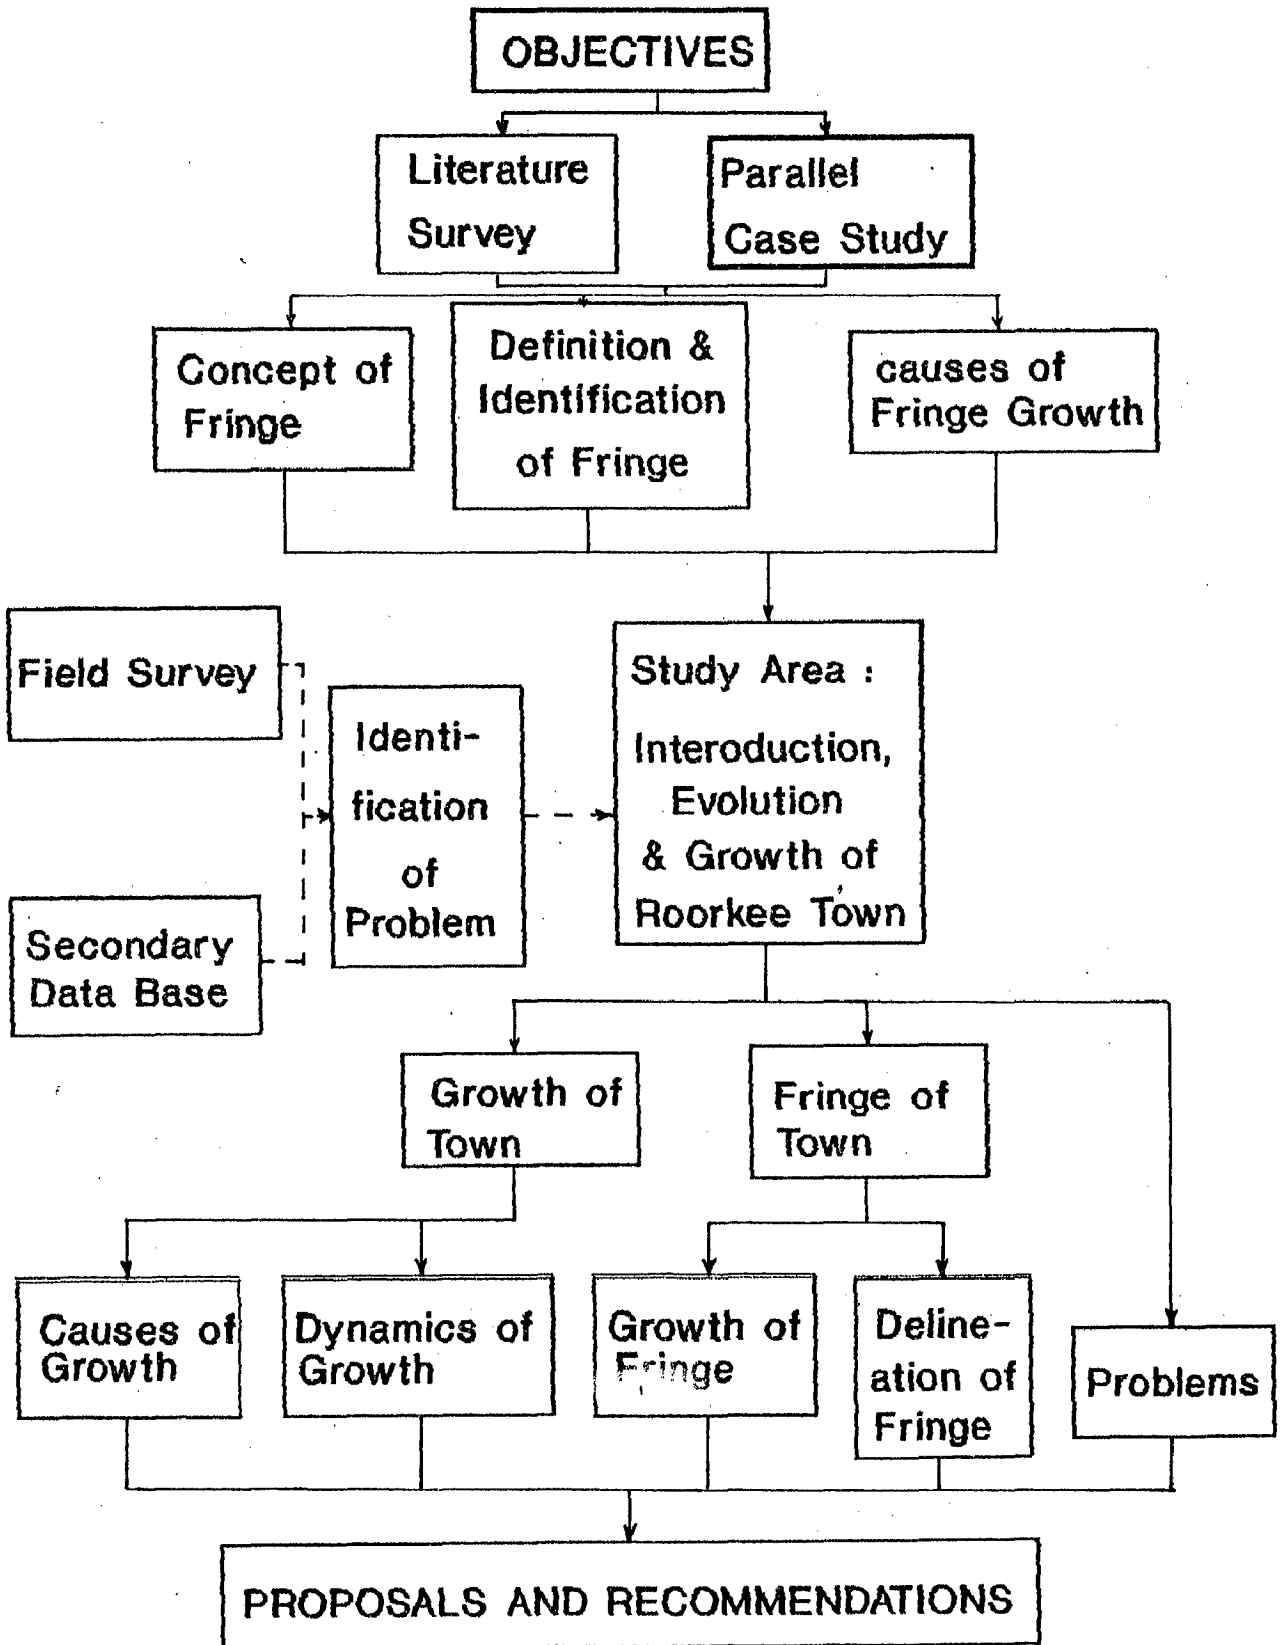 OBJECTIVES
Literature
Survey
Parallel
Case Study
Concept of
Fringe
Definition &
Identification
of Fringe
causes of
Fringe Growth
Field Survey
Secondary
Data Base
Identi-
fication
of
Problem
Study Area :
Interoduction,
Evolution
& Growth of
Roorkee Town
Growth of
Town
Fringe of
Town
Causes of
Growth
Dynamics of
Growth
Growth of
Fringe
Deline-
ation of
Fringe
Problems
PROPOSALS AND RECOMMENDATIONS